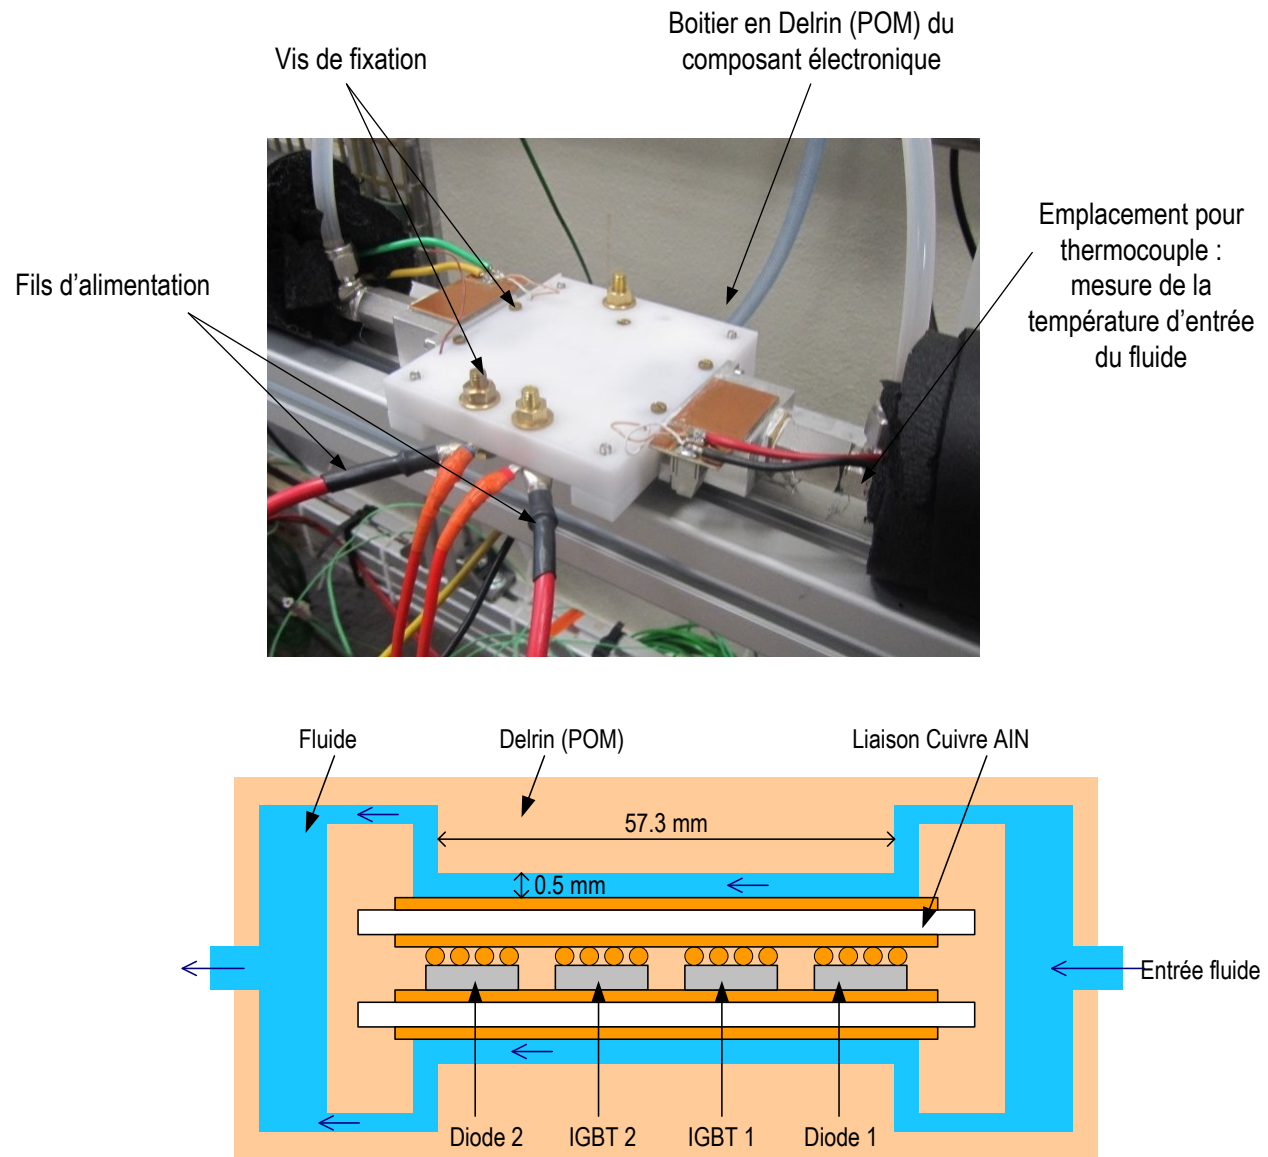 Boitier en Delrin (POM) du
composant électronique
Vis de fixation
Emplacement pour
thermocouple :
mesure de la
température d'entrée
du fluide
Fils d'alimentation
Fluide
Delrin (POM)
Liaison Cuivre AlN
57.3 mm
0.5 mm
Entrée fluide
Diode 2
IGBT 2
IGBT 1
Diode 1